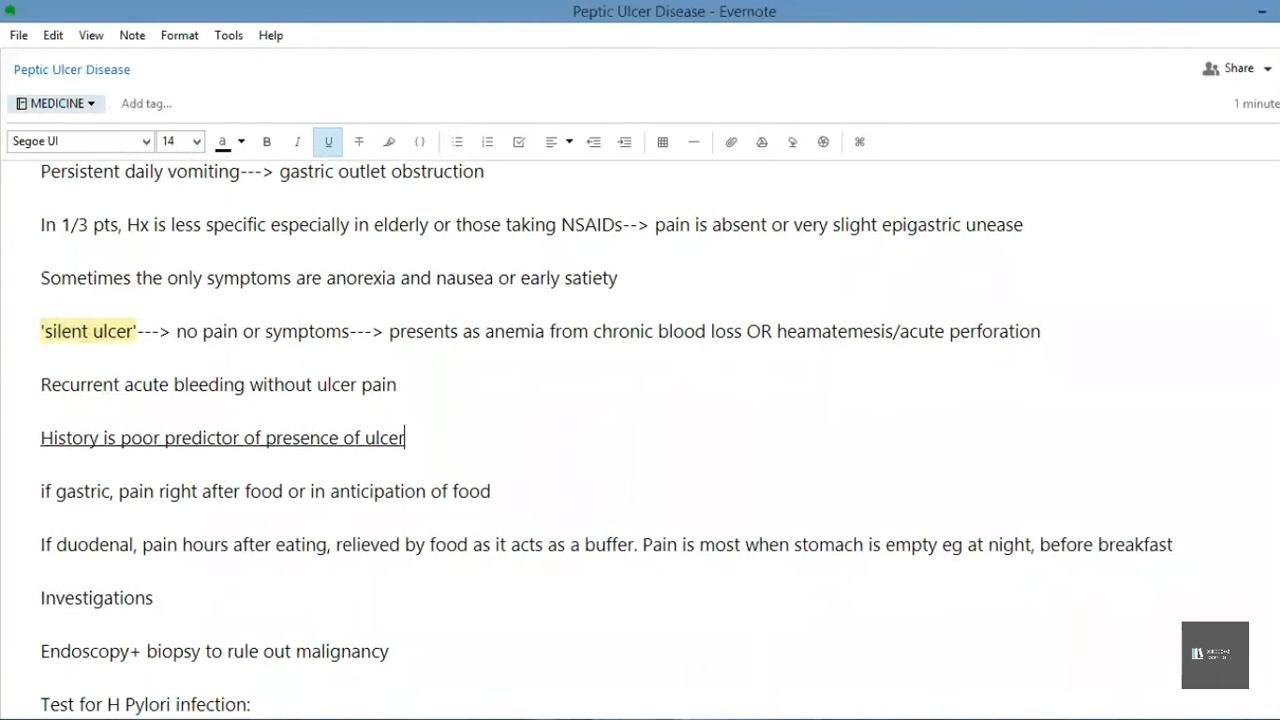 Peptic Ulcer Disease - Evernote
File Edit View Note Format Tools Help
Peptic Ulcer Disease
Share
MEDICINE Add tag...
1 minute
Segoe UI 14 a B I U T
Persistent daily vomiting---> gastric outlet obstruction
In 1/3 pts, Hx is less specific especially in elderly or those taking NSAIDs--> pain is absent or very slight epigastric unease
Sometimes the only symptoms are anorexia and nausea or early satiety
'silent ulcer'---> no pain or symptoms---> presents as anemia from chronic blood loss OR heamatemesis/acute perforation
Recurrent acute bleeding without ulcer pain
History is poor predictor of presence of ulcer
if gastric, pain right after food or in anticipation of food
If duodenal, pain hours after eating, relieved by food as it acts as a buffer. Pain is most when stomach is empty eg at night, before breakfast
Investigations
Endoscopy+ biopsy to rule out malignancy
Test for H Pylori infection: